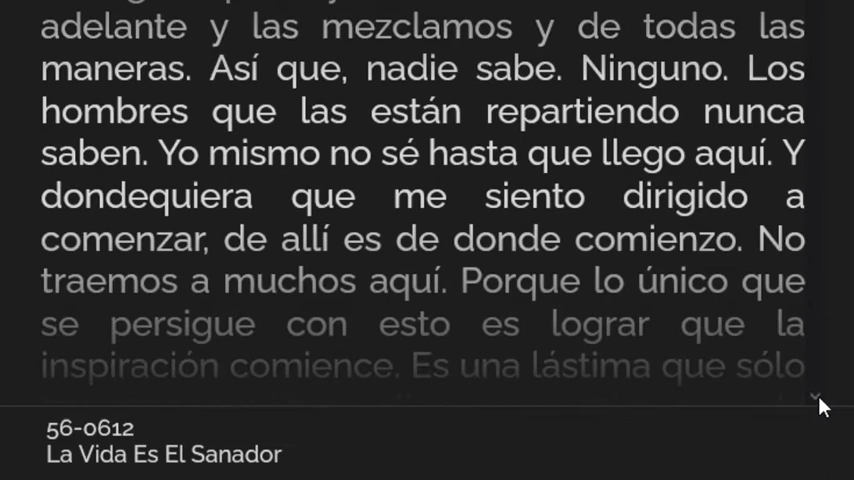 adelante y las mezclamos y de todas las
maneras. Así que, nadie sabe. Ninguno. Los
hombres que las están repartiendo nunca
saben. Yo mismo no sé hasta que llego aquí. Y
dondequiera que me siento dirigido a
comenzar, de allí es de donde comienzo. No
traemos a muchos aquí. Porque lo único que
se persigue con esto es lograr que la
inspiración comience. Es una lástima que sólo
56-0612
La Vida Es El Sanador